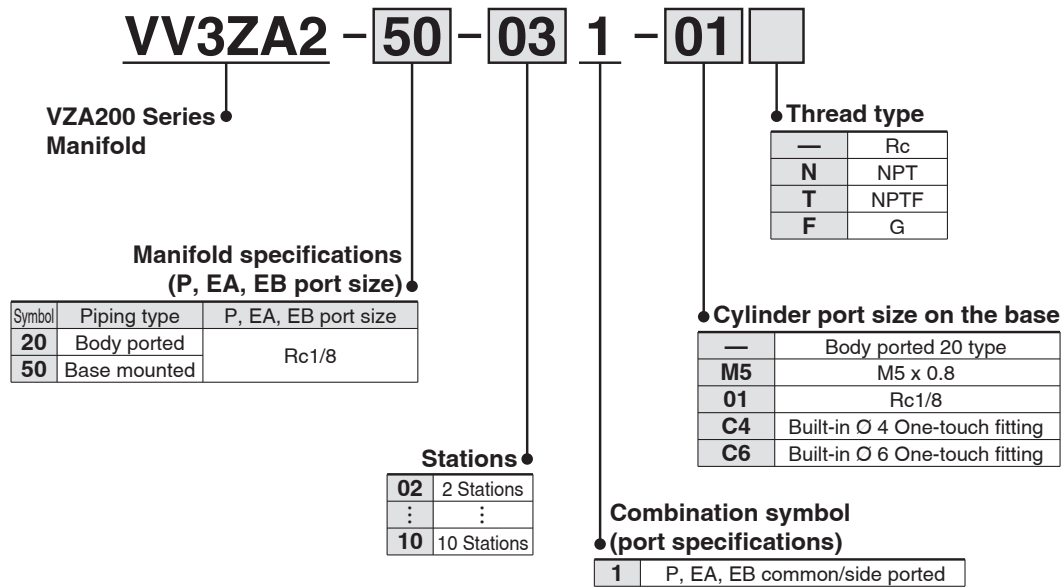 VV3ZA2 – 50 – 03 1 – 01
VZA200 Series
Manifold
Thread type
— Rc
N NPT
T NPTF
F G
Manifold specifications
(P, EA, EB port size)
Symbol Piping type P, EA, EB port size
20 Body ported Rc1/8
50 Base mounted
Cylinder port size on the base
— Body ported 20 type
M5 M5 x 0.8
01 Rc1/8
C4 Built-in Ø 4 One-touch fitting
C6 Built-in Ø 6 One-touch fitting
Stations
02 2 Stations
⋮ ⋮
10 10 Stations
Combination symbol
(port specifications)
1 P, EA, EB common/side ported